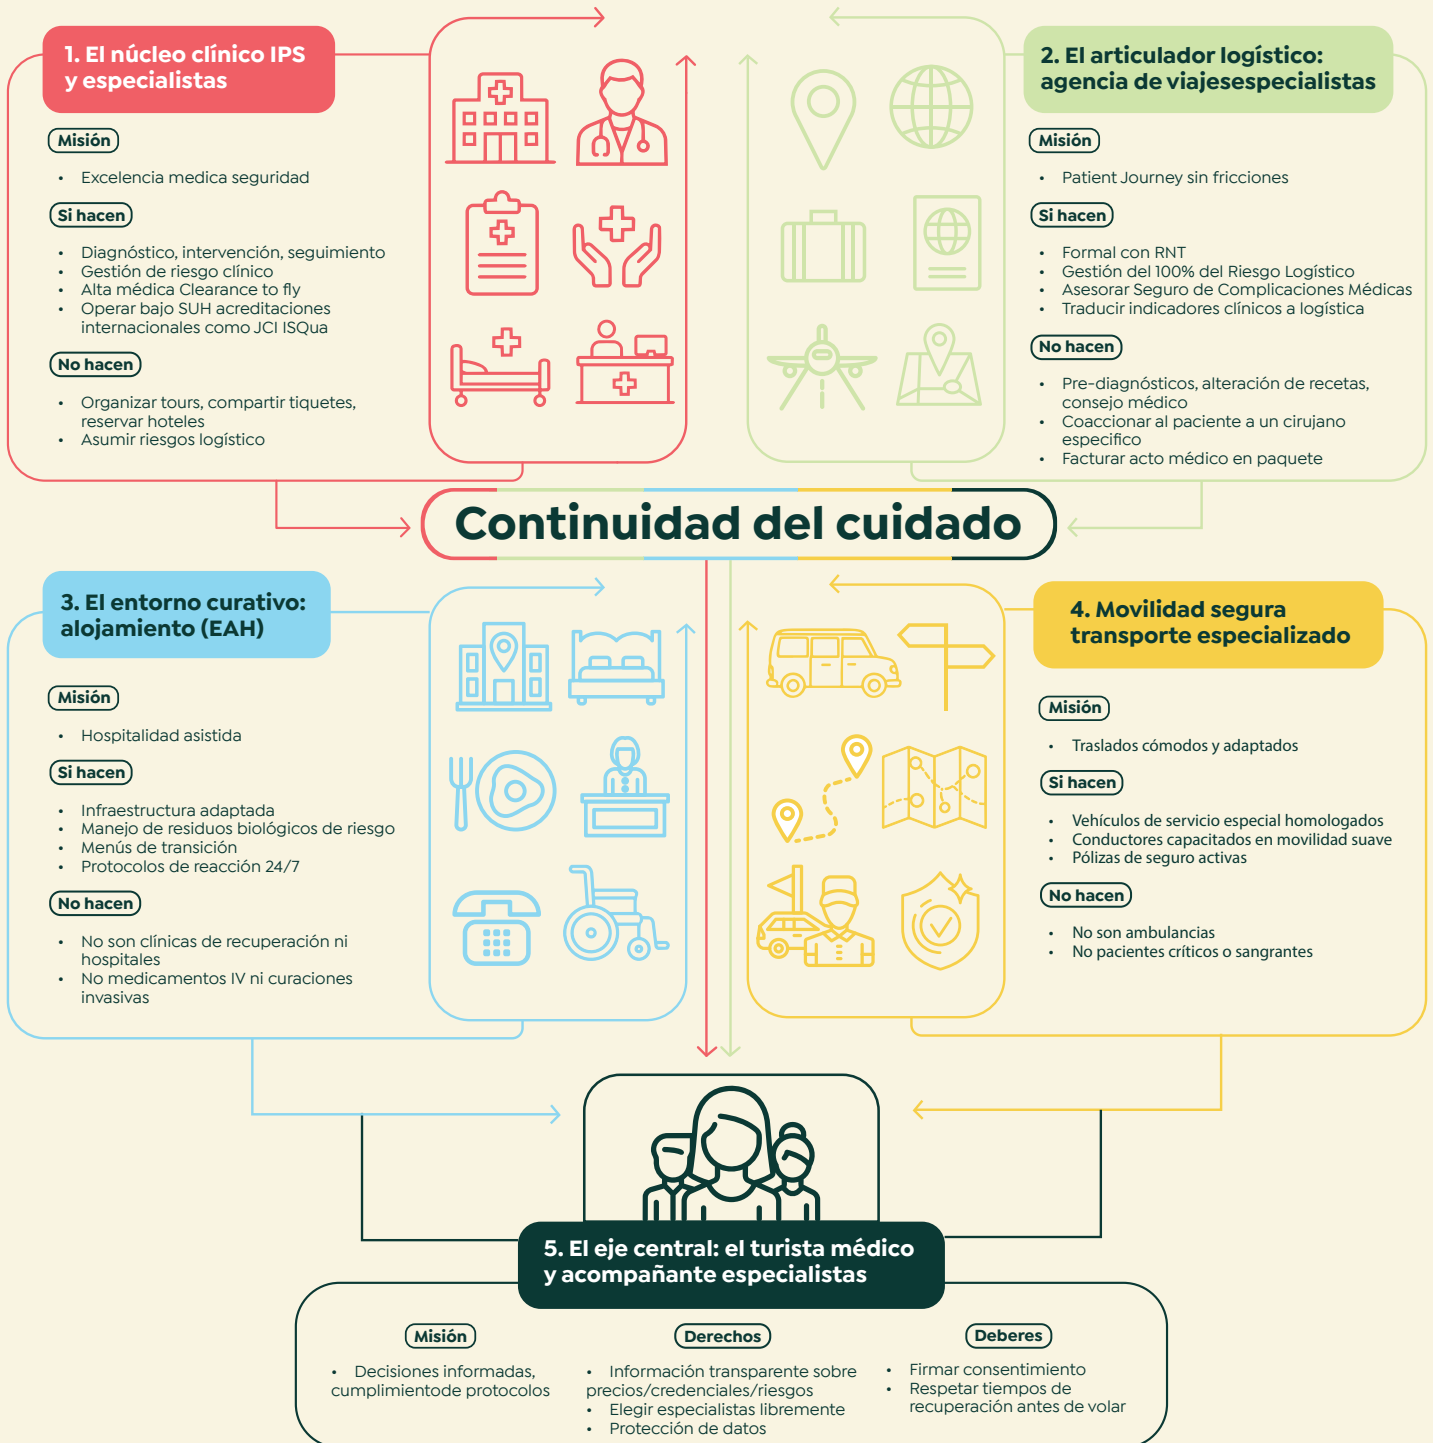 1. El núcleo clínico IPS
y especialistas
Misión
• Excelencia medica seguridad
Si hacen
• Diagnóstico, intervención, seguimiento
• Gestión de riesgo clínico
• Alta médica Clearance to fly
• Operar bajo SUH acreditaciones
internacionales como JCI ISQua
No hacen
• Organizar tours, compartir tiquetes,
reservar hoteles
• Asumir riesgos logístico
2. El articulador logístico:
agencia de viajesespecialistas
Misión
• Patient Journey sin fricciones
Si hacen
• Formal con RNT
• Gestión del 100% del Riesgo Logístico
• Asesorar Seguro de Complicaciones Médicas
• Traducir indicadores clínicos a logística
No hacen
• Pre-diagnósticos, alteración de recetas,
consejo médico
• Coaccionar al paciente a un cirujano
especifico
• Facturar acto médico en paquete
Continuidad del cuidado
3. El entorno curativo:
alojamiento (EAH)
Misión
• Hospitalidad asistida
Si hacen
• Infraestructura adaptada
• Manejo de residuos biológicos de riesgo
• Menús de transición
• Protocolos de reacción 24/7
No hacen
• No son clínicas de recuperación ni
hospitales
• No medicamentos IV ni curaciones
invasivas
4. Movilidad segura
transporte especializado
Misión
• Traslados cómodos y adaptados
Si hacen
• Vehículos de servicio especial homologados
• Conductores capacitados en movilidad suave
• Pólizas de seguro activas
No hacen
• No son ambulancias
• No pacientes críticos o sangrantes
5. El eje central: el turista médico
y acompañante especialistas
Misión
• Decisiones informadas,
cumplimientode protocolos
Derechos
• Información transparente sobre
precios/credenciales/riesgos
• Elegir especialistas libremente
• Protección de datos
Deberes
• Firmar consentimiento
• Respetar tiempos de
recuperación antes de volar